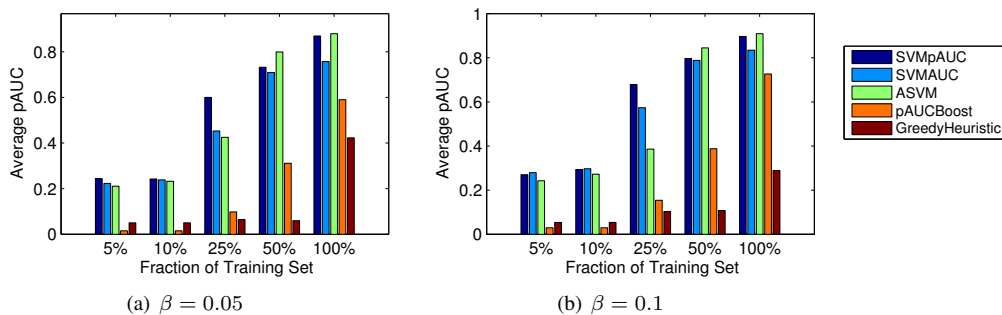 Average pAUC
0.8
0.6
0.4
0.2
0
5% 10% 25% 50% 100%
Fraction of Training Set
(a) β = 0.05
Average pAUC
1
0.8
0.6
0.4
0.2
0
5% 10% 25% 50% 100%
Fraction of Training Set
(b) β = 0.1
SVMpAUC
SVMAUC
ASVM
pAUCBoost
GreedyHeuristic